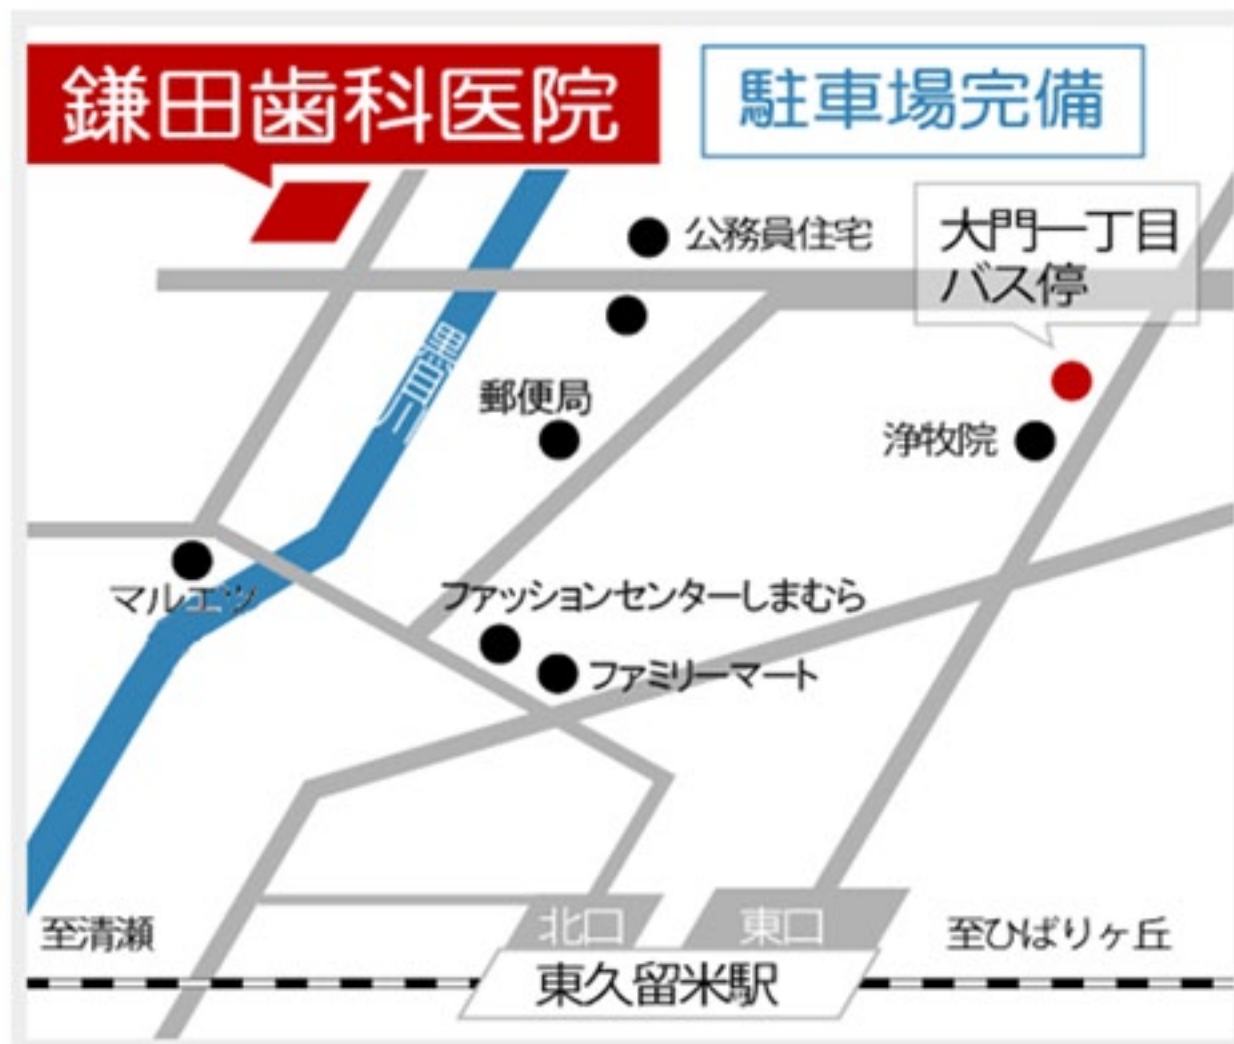 鎌田歯科医院
駐車場完備
公務員住宅
大門一丁目
バス停
黒目川
郵便局
浄牧院
マルエツ
ファッションセンターしまむら
ファミリーマート
北口
東口
至清瀬
至ひばりヶ丘
東久留米駅